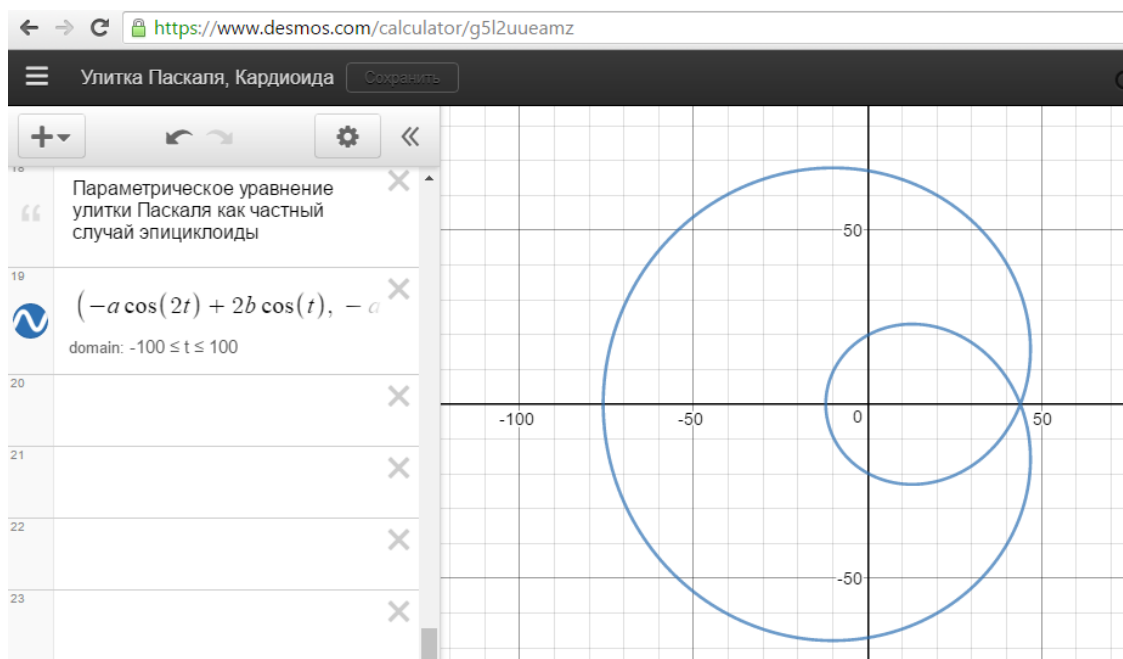 https://www.desmos.com/calculator/g5l2uueamz
Улитка Паскаля, Кардиоида
Сохранить
18
Параметрическое уравнение
улитки Паскаля как частный
случай эпициклоиды
19
(−a cos(2t) + 2b cos(t), − a
domain: -100 ≤ t ≤ 100
20
21
22
23
50
-100
-50
0
50
-50